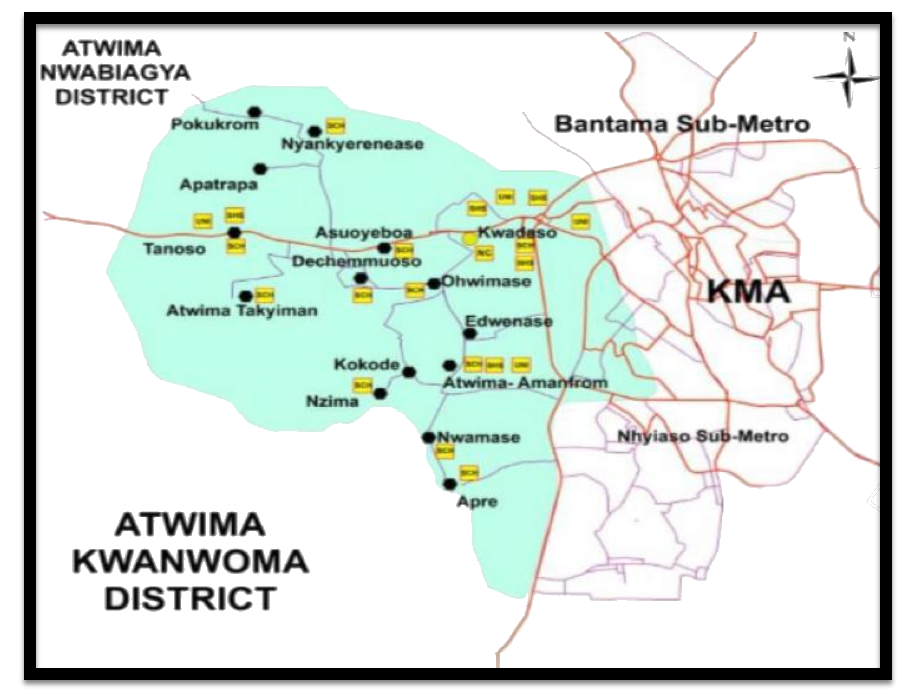 ATWIMA
NWABIAGYA
DISTRICT
N
Bantama Sub-Metro
Pokukrom
SCH
Nyankyerenease
Apatrapa
UNI
SHS
SHS
UNI
SHS
UNI
Tanoso
SCH
Asuoyeboa
SCH
Kwadaso
SCH
NC
SHS
Dechemmuoso
SCH
SCH
Ohwimase
KMA
SCH
Atwima Takyiman
Edwenase
Kokode
SCH
SHS
UNI
Atwima- Amanfrom
SCH
Nzima
Nwamase
SCH
Nhyiaso Sub-Metro
SCH
Apre
ATWIMA
KWANWOMA
DISTRICT